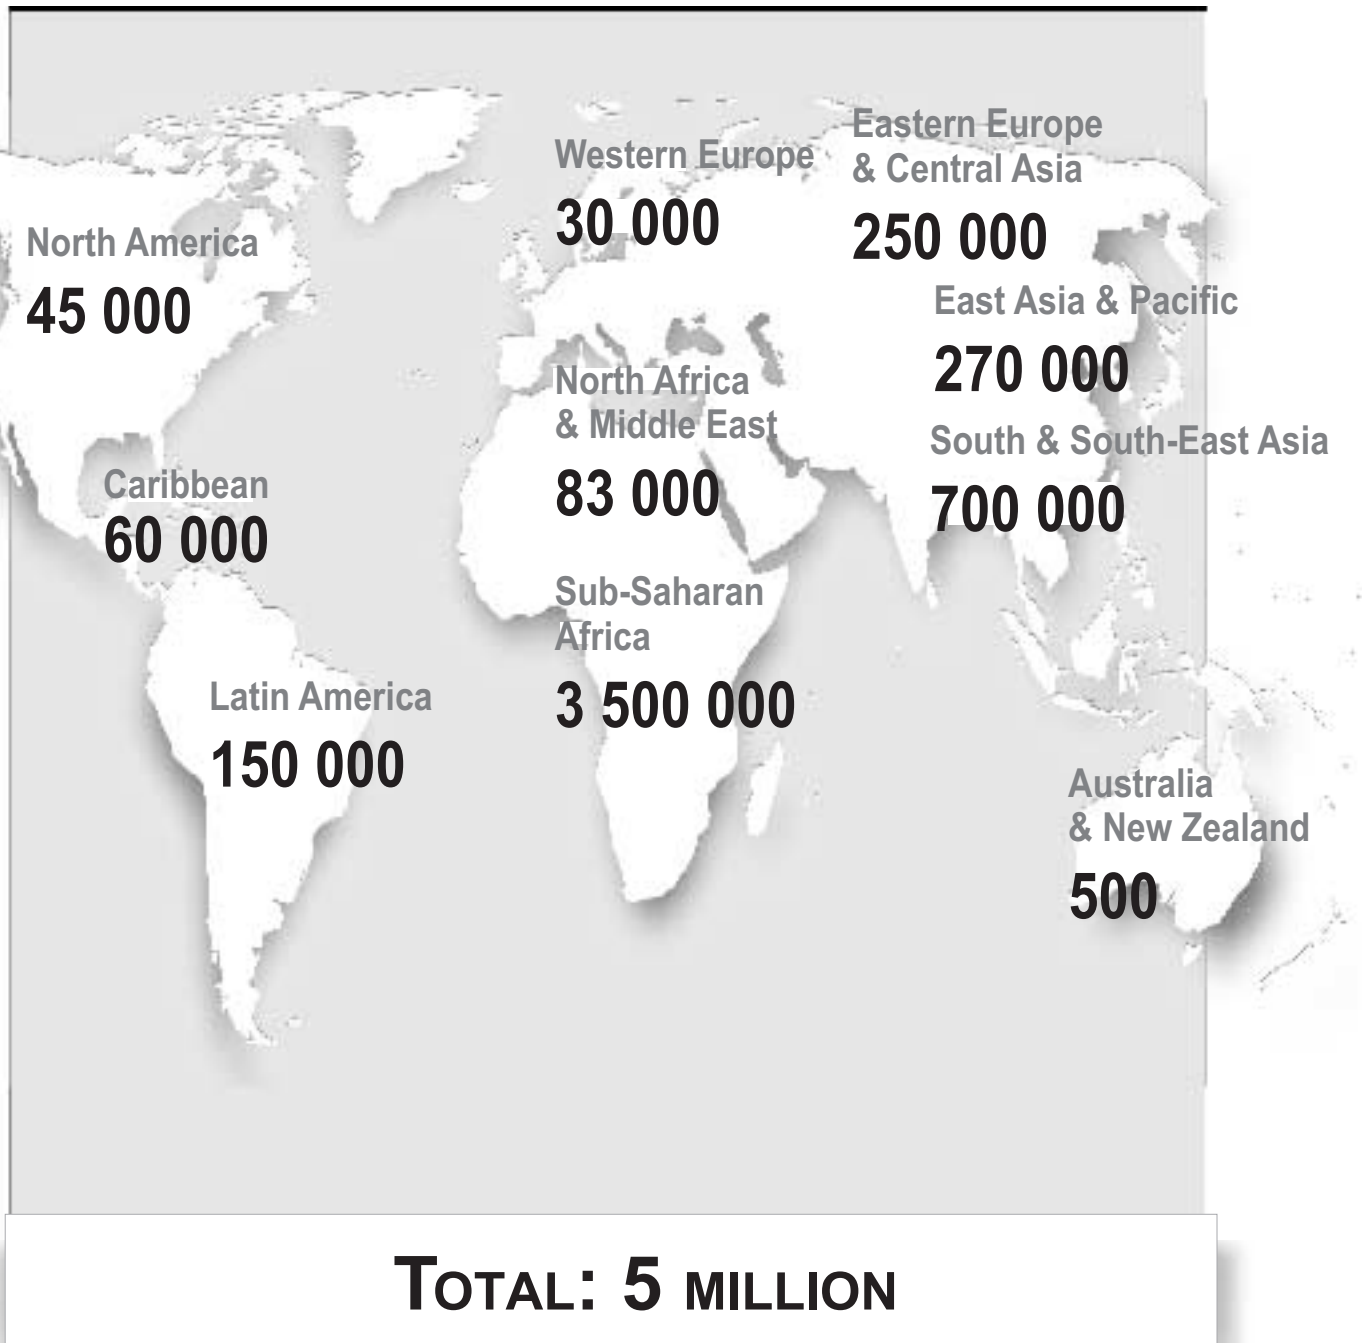 North America
45 000
Caribbean
60 000
Latin America
150 000
Western Europe
30 000
North Africa
& Middle East
83 000
Sub-Saharan
Africa
3 500 000
Eastern Europe
& Central Asia
250 000
East Asia & Pacific
270 000
South & South-East Asia
700 000
Australia
& New Zealand
500
TOTAL: 5 MILLION